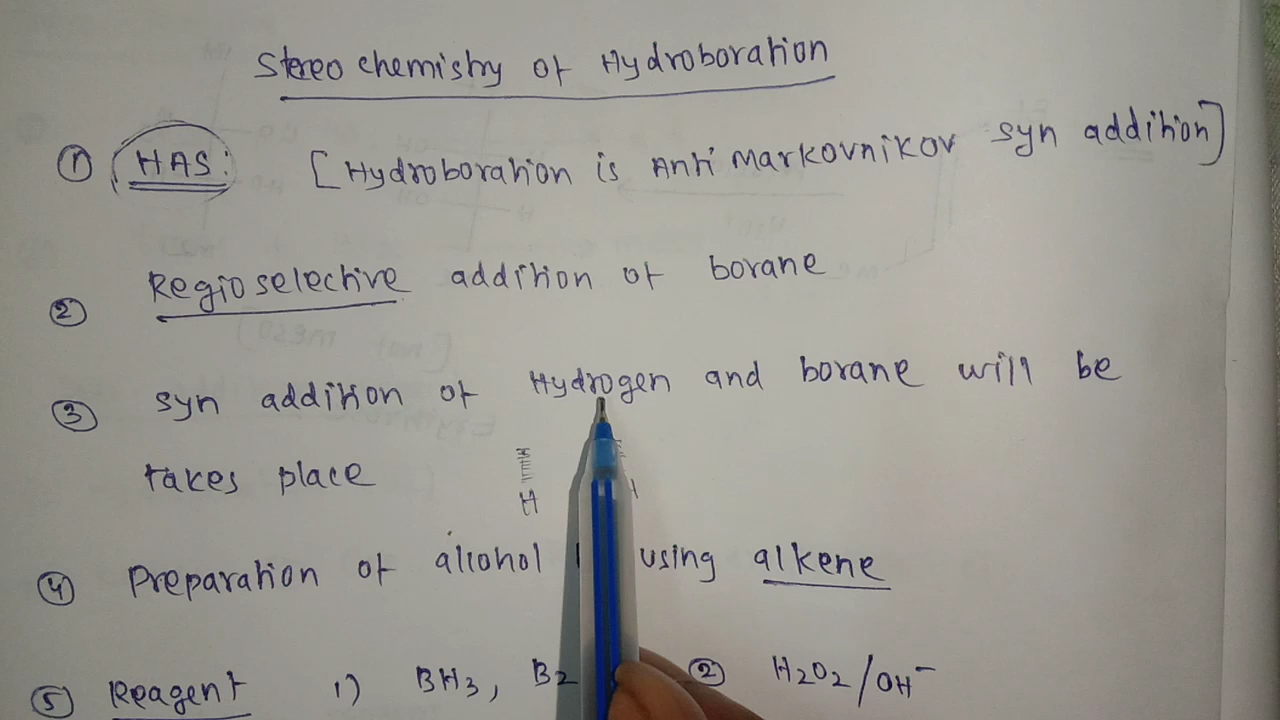 Stereo chemistry of Hydroboration
① HAS: [Hydroboration is Anti Markovnikov syn addition]
② Regioselective addition of borane
③ syn addition of Hydrogen and borane will be
takes place
H
④ Preparation of alcohol using alkene
⑤ Reagent 1) BH3, B2 ② H2O2/OH-